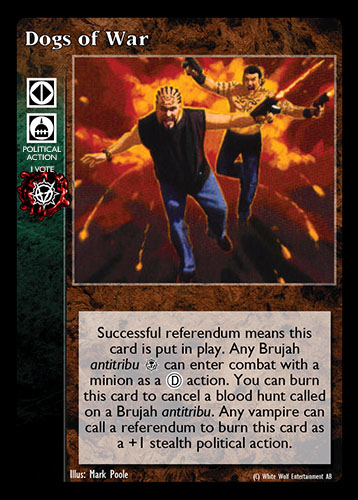 Dogs of War
POLITICAL
ACTION
1 VOTE
Successful referendum means this
card is put in play. Any Brujah
antitribu can enter combat with a
minion as a Ⓓ action. You can burn
this card to cancel a blood hunt called
on a Brujah antitribu. Any vampire can
call a referendum to burn this card as
a +1 stealth political action.
Illus: Mark Poole
(C) White Wolf Entertainment AB